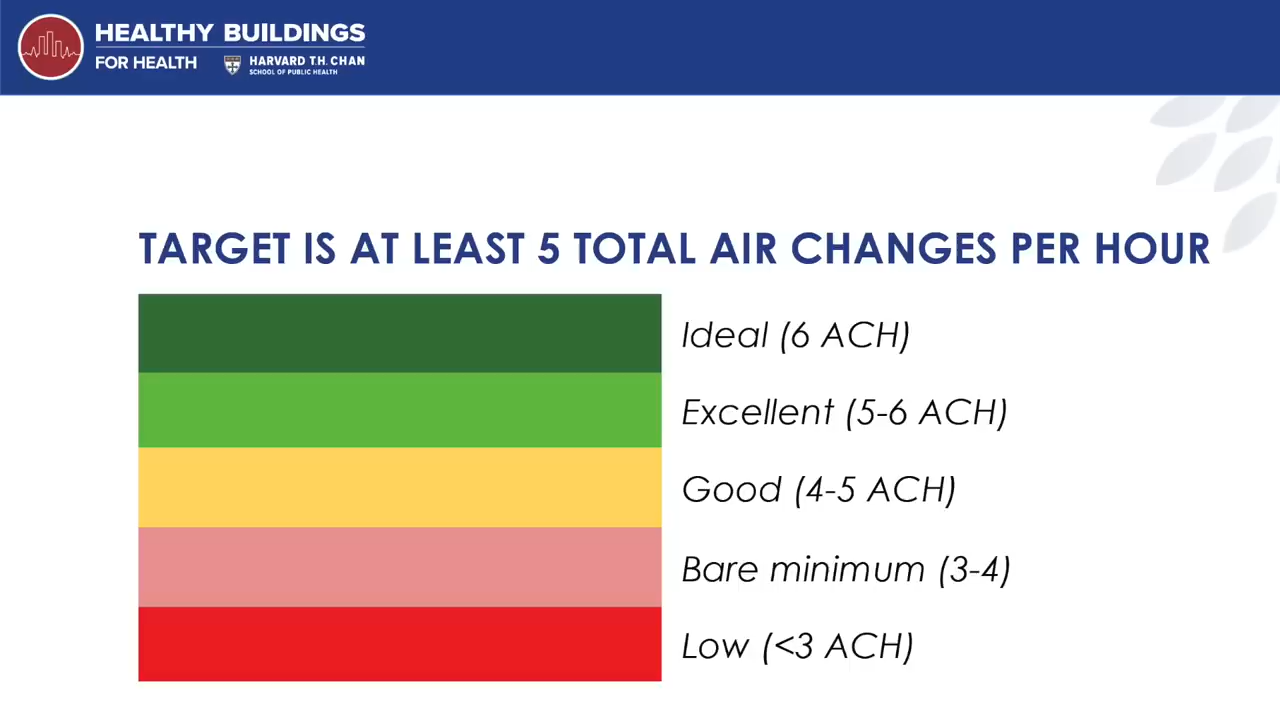 HEALTHY BUILDINGS
FOR HEALTH
HARVARD T.H. CHAN
SCHOOL OF PUBLIC HEALTH
TARGET IS AT LEAST 5 TOTAL AIR CHANGES PER HOUR
Ideal (6 ACH)
Excellent (5-6 ACH)
Good (4-5 ACH)
Bare minimum (3-4)
Low (<3 ACH)